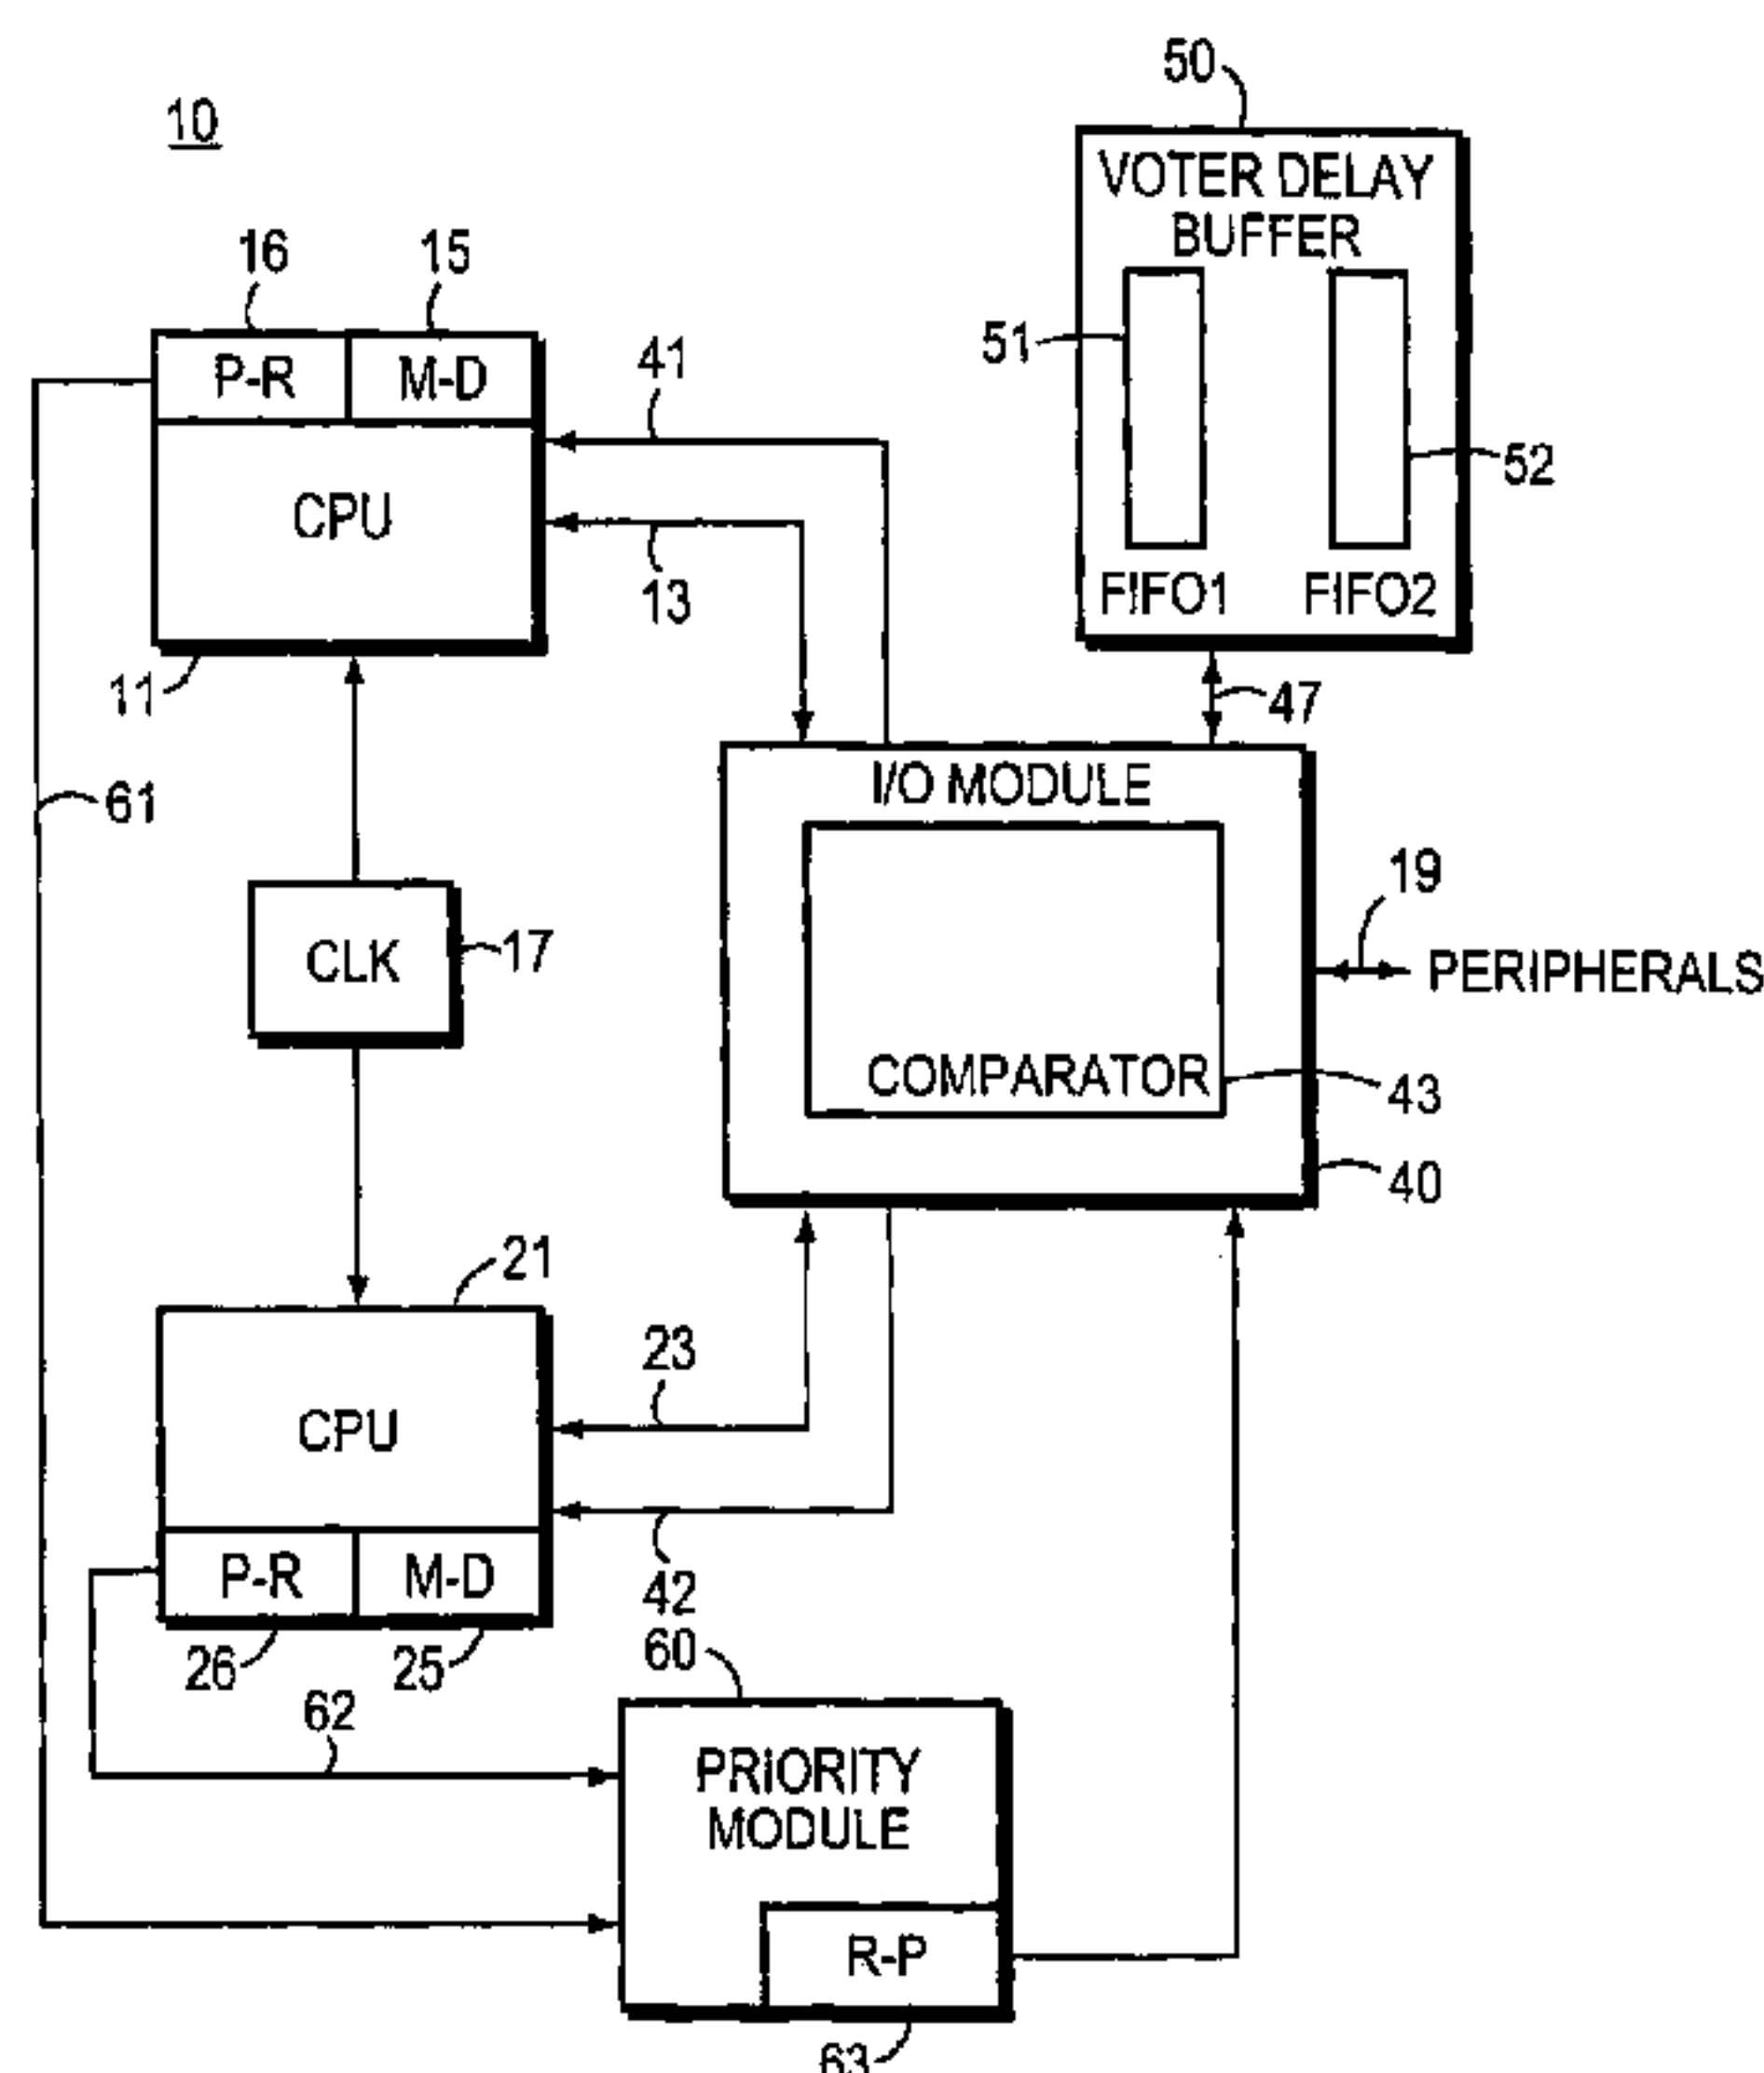 10
50
VOTER DELAY
BUFFER
16
15
51
52
P-R
M-D
41
CPU
13
FIFO1
FIFO2
11
47
61
I/O MODULE
19
CLK
17
PERIPHERALS
COMPARATOR
43
40
21
23
CPU
P-R
M-D
42
26
25
60
62
PRIORITY
MODULE
R-P
63